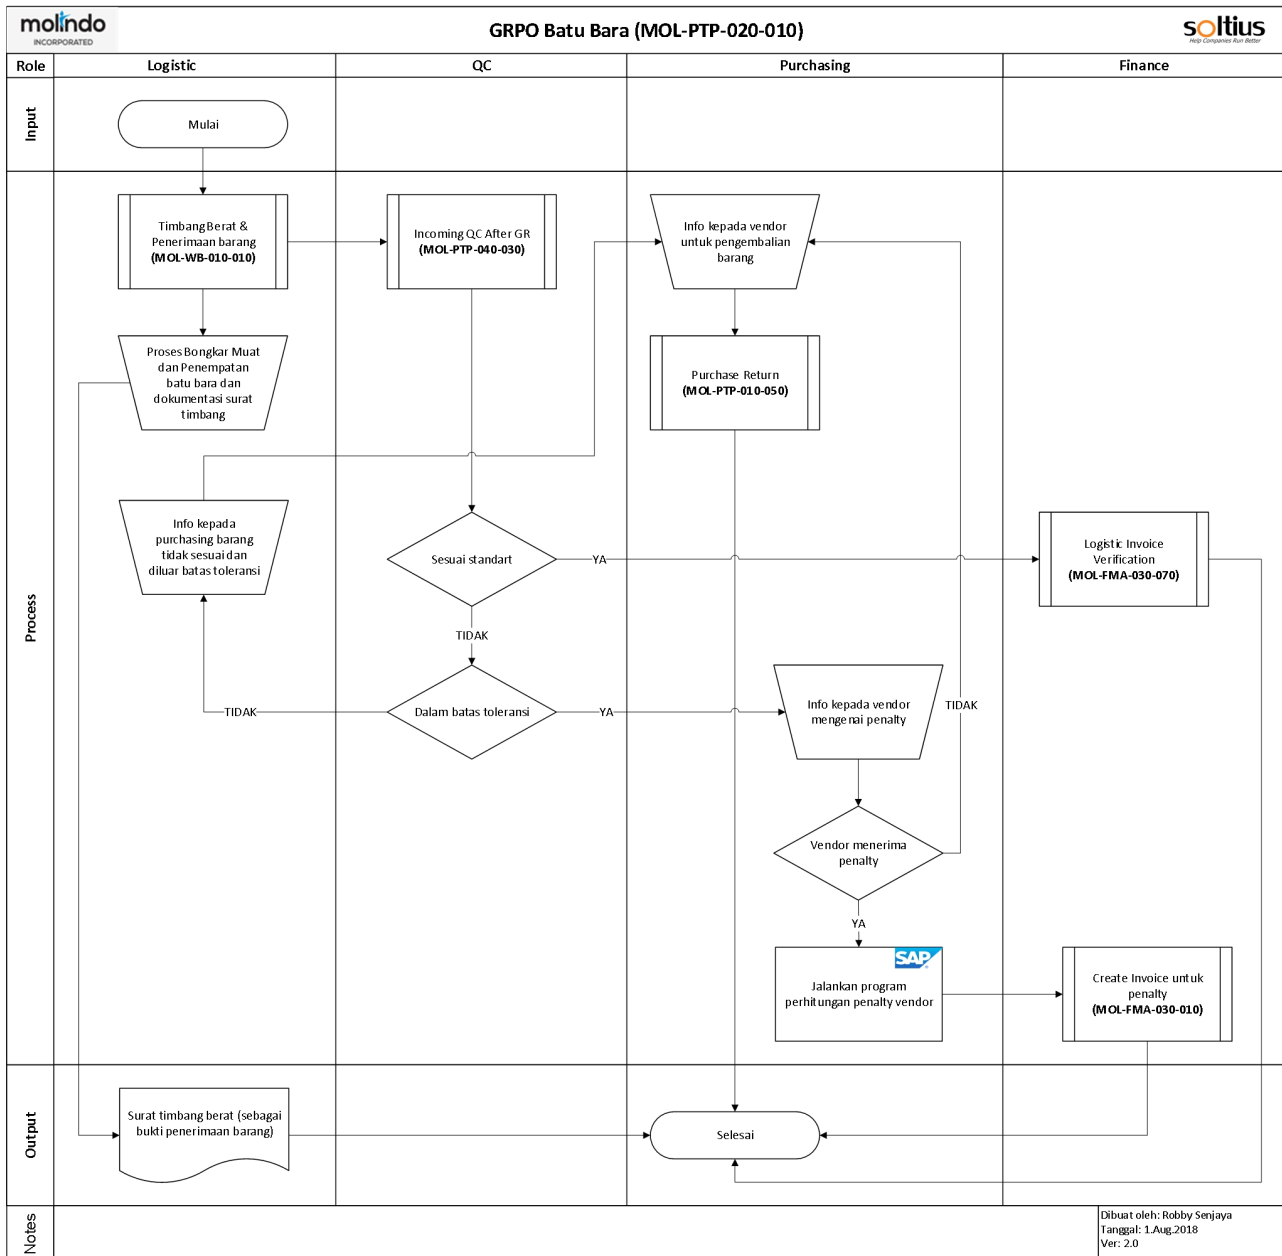 molindo
INCORPORATED
GRPO Batu Bara (MOL-PTP-020-010)
soltius
Help Companies Run Better
Role
Logistic
QC
Purchasing
Finance
Input
Mulai
Process
Timbang Berat &
Penerimaan barang
(MOL-WB-010-010)
Incoming QC After GR
(MOL-PTP-040-030)
Info kepada vendor
untuk pengembalian
barang
Proses Bongkar Muat
dan Penempatan
batu bara dan
dokumentasi surat
timbang
Purchase Return
(MOL-PTP-010-050)
Info kepada
purchasing barang
tidak sesuai dan
diluar batas toleransi
Sesuai standart
YA
Logistic Invoice
Verification
(MOL-FMA-030-070)
TIDAK
TIDAK
Dalam batas toleransi
YA
Info kepada vendor
mengenai penalty
TIDAK
Vendor menerima
penalty
YA
SAP
Jalankan program
perhitungan penalty vendor
Create Invoice untuk
penalty
(MOL-FMA-030-010)
Output
Surat timbang berat (sebagai
bukti penerimaan barang)
Selesai
Notes
Dibuat oleh: Robby Senjaya
Tanggal: 1.Aug.2018
Ver: 2.0